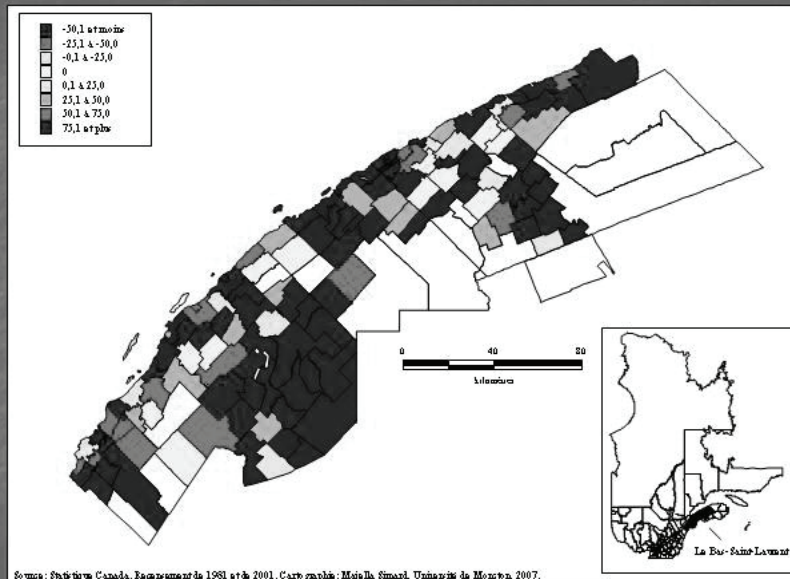 -50,1 et moins
-25,1 à -50,0
-0,1 à -25,0
0
0,1 à 25,0
25,1 à 50,0
50,1 à 75,0
75,1 et plus
0 40 80
kilomètres
Le Bas-Saint-Laurent
Source: Statistique Canada, Recensement de 1981 et de 2001. Cartographie: Majella Simard, Université de Moncton, 2007.